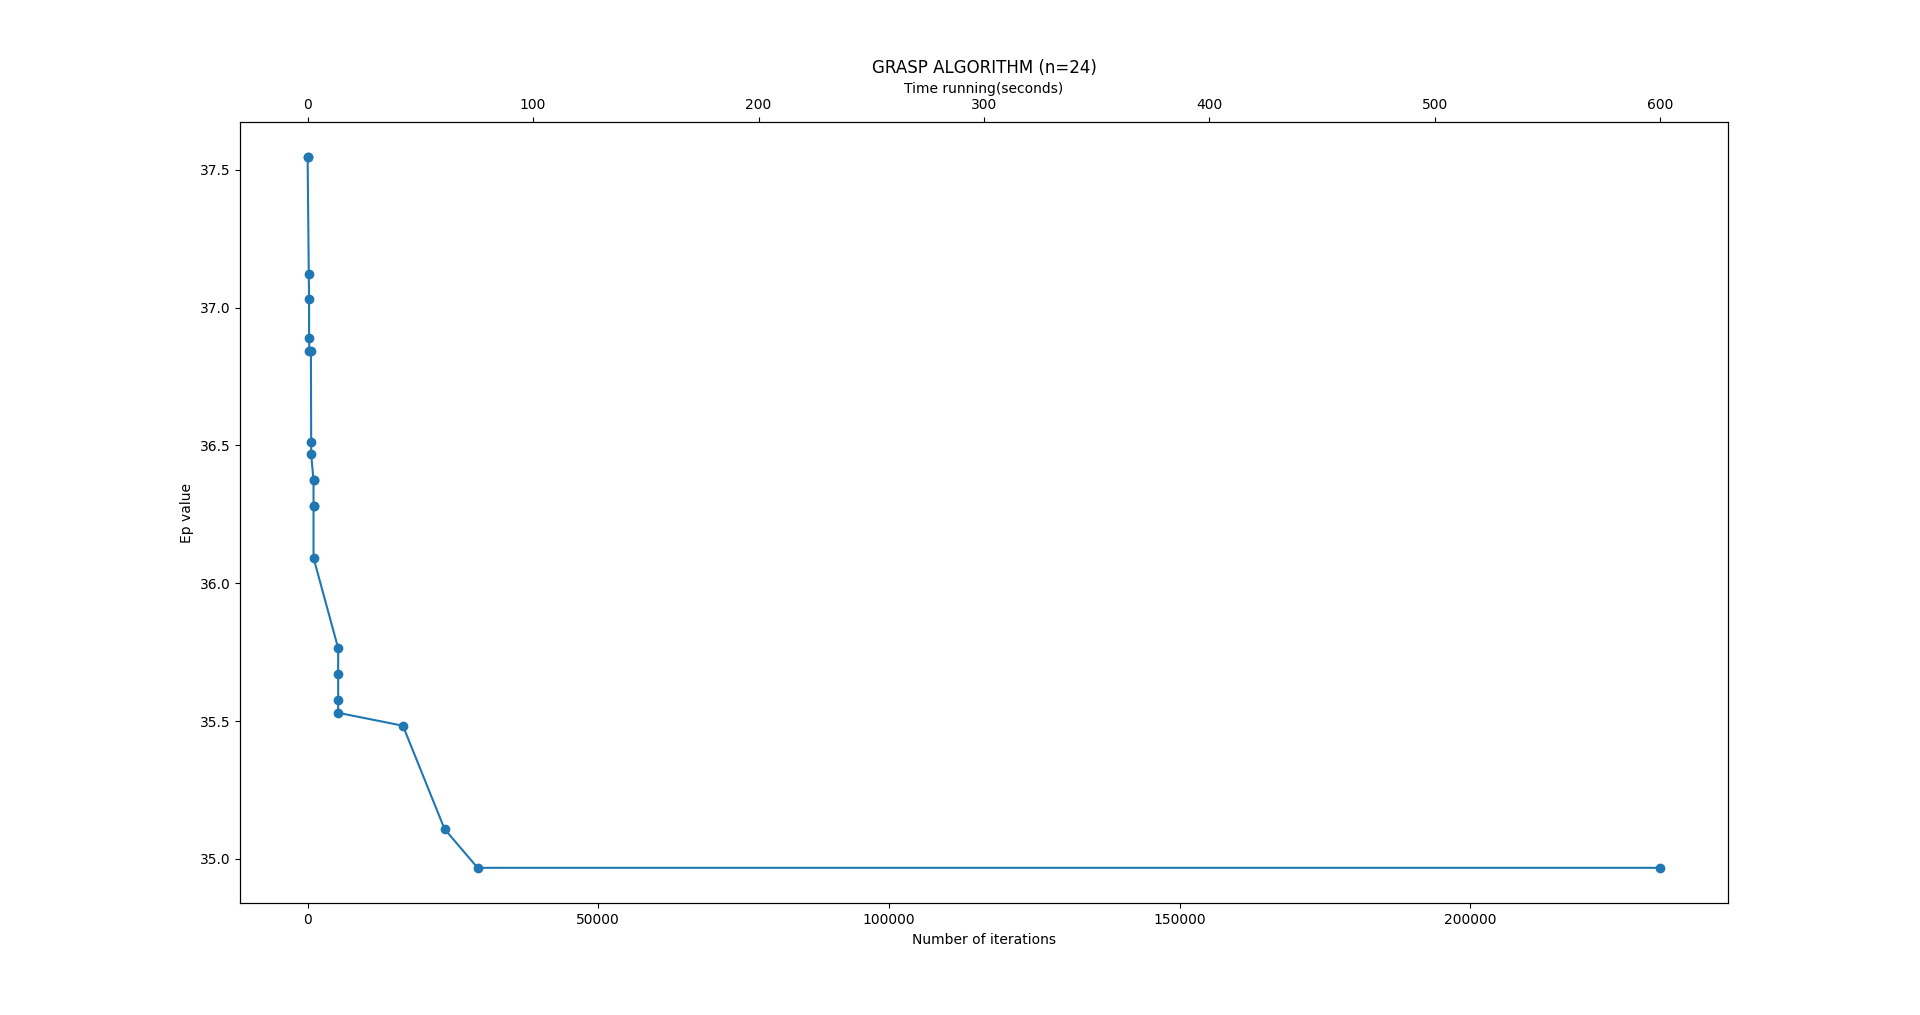 GRASP ALGORITHM (n=24)
Time running(seconds)
0 100 200 300 400 500 600
37.5
37.0
36.5
36.0
35.5
35.0
Ep value
0 50000 100000 150000 200000
Number of iterations